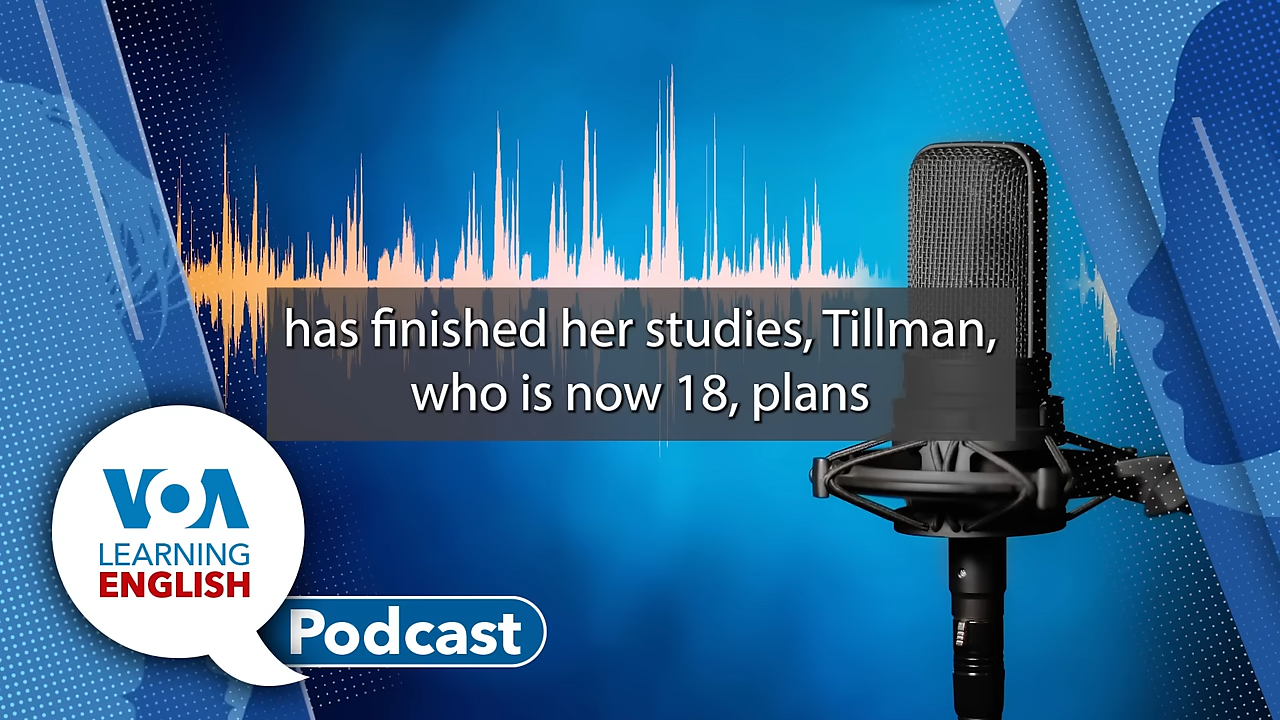 has finished her studies, Tillman,
who is now 18, plans
VOA
LEARNING
ENGLISH
Podcast